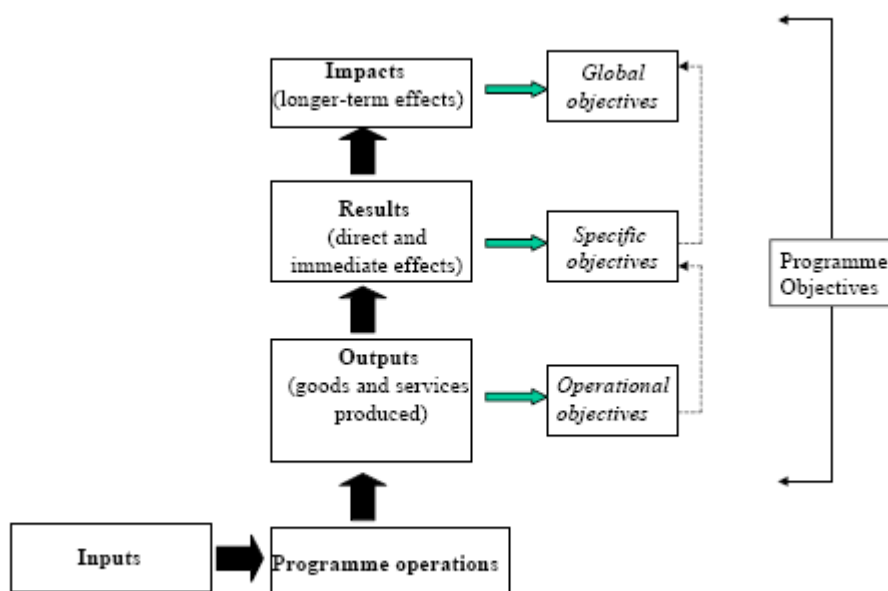 Impacts
(longer-term effects)
Global
objectives
Results
(direct and
immediate effects)
Specific
objectives
Programme
Objectives
Outputs
(goods and services
produced)
Operational
objectives
Inputs
Programme operations